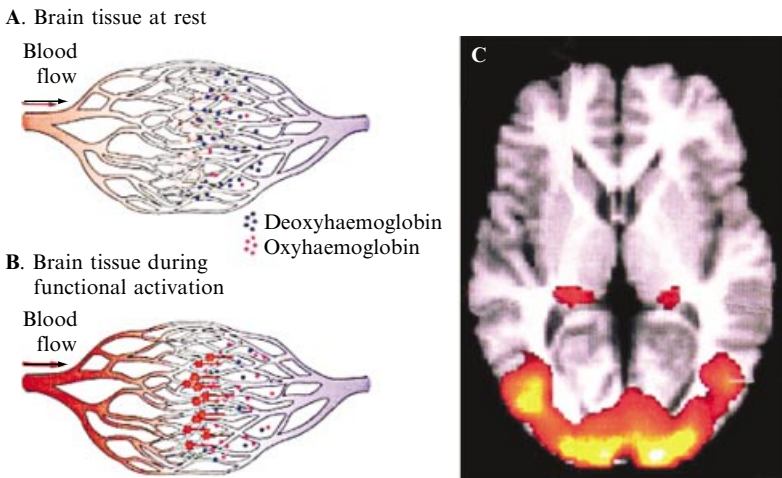 A. Brain tissue at rest
Blood
flow
Deoxyhaemoglobin
Oxyhaemoglobin
B. Brain tissue during
functional activation
Blood
flow
C